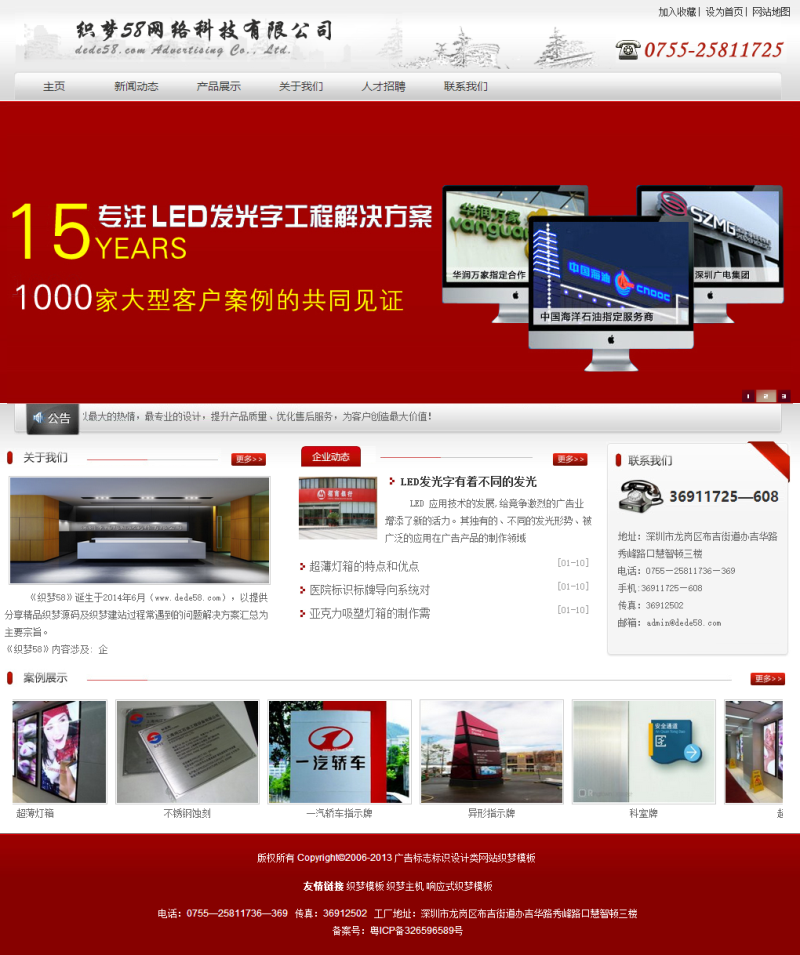 加入收藏 | 设为首页 | 网站地图
织梦58网络科技有限公司
dede58.com Advertising Co., Ltd.
0755-25811725
主页 新闻动态 产品展示 关于我们 人才招聘 联系我们
15 专注LED发光字工程解决方案
YEARS
1000家大型客户案例的共同见证
华润万家
vanguard
华润万家指定合作
SZMG
深圳广电集团
中国海油 CNOOC
中国海洋石油指定服务商
1 2 3
公告 以最大的热情，最专业的设计，提升产品质量、优化售后服务，为客户创造最大价值！
关于我们 更多>>
《织梦58》诞生于2014年6月（www.dede58.com），以提供
分享精品织梦源码及织梦建站过程常遇到的问题解决方案汇总为
主要宗旨。
《织梦58》内容涉及: 企
企业动态 更多>>
LED发光字有着不同的发光
LED 应用技术的发展,给竞争激烈的广告业
增添了新的活力。其独有的、不同的发光形势、被
广泛的应用在广告产品的制作领域
超薄灯箱的特点和优点 [01-10]
医院标识标牌导向系统对 [01-10]
亚克力吸塑灯箱的制作需 [01-10]
联系我们
36911725—608
地址：深圳市龙岗区布吉街道办吉华路
秀峰路口慧智顿三楼
电话：0755—25811736—369
手机:36911725—608
传真：36912502
邮箱：admin@dede58.com
案例展示 更多>>
一汽轿车
安全通道
超薄灯箱 不锈钢蚀刻 一汽轿车指示牌 异形指示牌 科室牌 超
版权所有 Copyright©2006-2013 广告标志标识设计类网站织梦模板
友情链接 织梦模板 织梦主机 响应式织梦模板
电话：0755—25811736—369 传真：36912502 工厂地址：深圳市龙岗区布吉街道办吉华路秀峰路口慧智顿三楼
备案号：粤ICP备326596589号